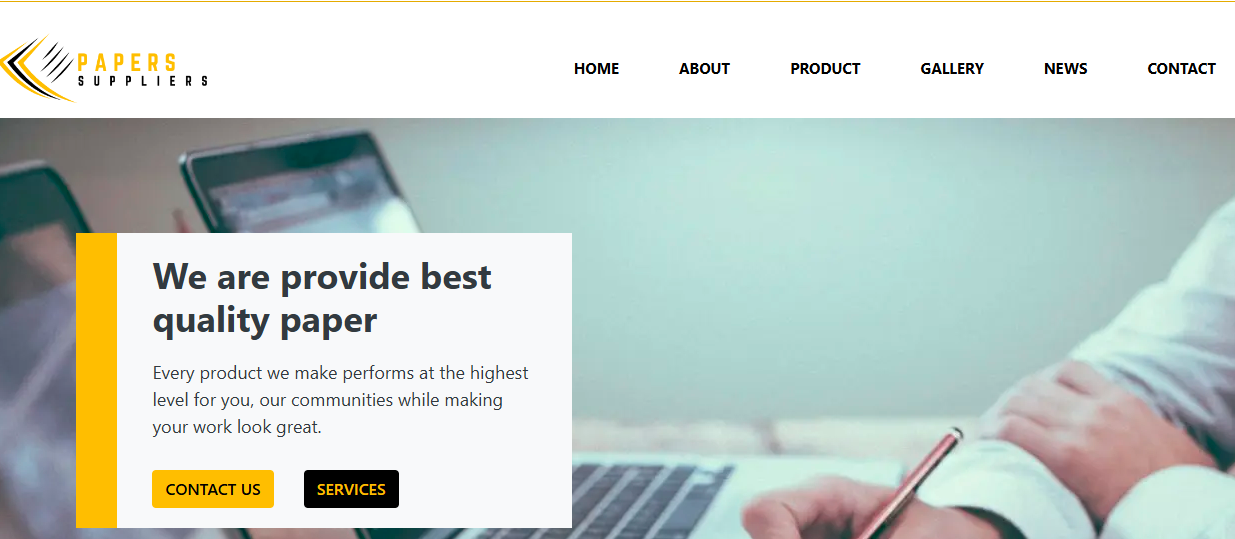 PAPERS
SUPPLIERS
HOME ABOUT PRODUCT GALLERY NEWS CONTACT
We are provide best
quality paper
Every product we make performs at the highest
level for you, our communities while making
your work look great.
CONTACT US SERVICES